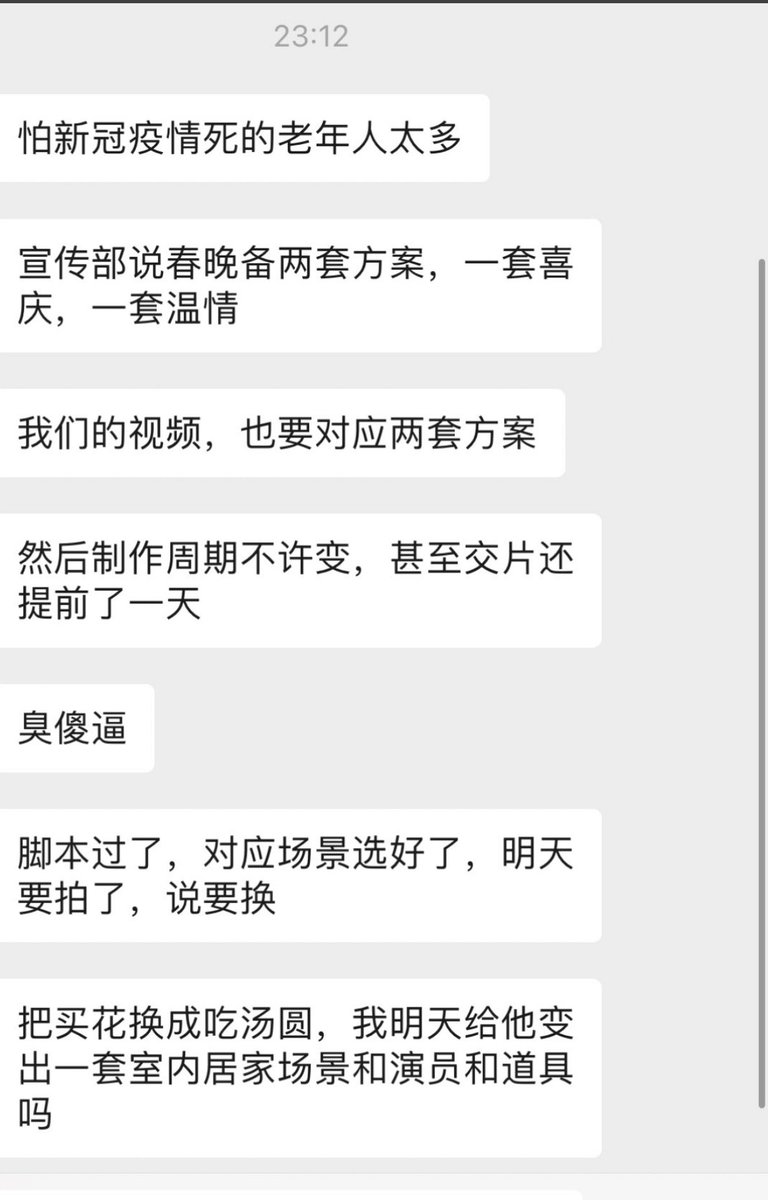 23:12
怕新冠疫情死的老年人太多
宣传部说春晚备两套方案，一套喜
庆，一套温情
我们的视频，也要对应两套方案
然后制作周期不许变，甚至交片还
提前了一天
臭傻逼
脚本过了，对应场景选好了，明天
要拍了，说要换
把买花换成吃汤圆，我明天给他变
出一套室内居家场景和演员和道具
吗